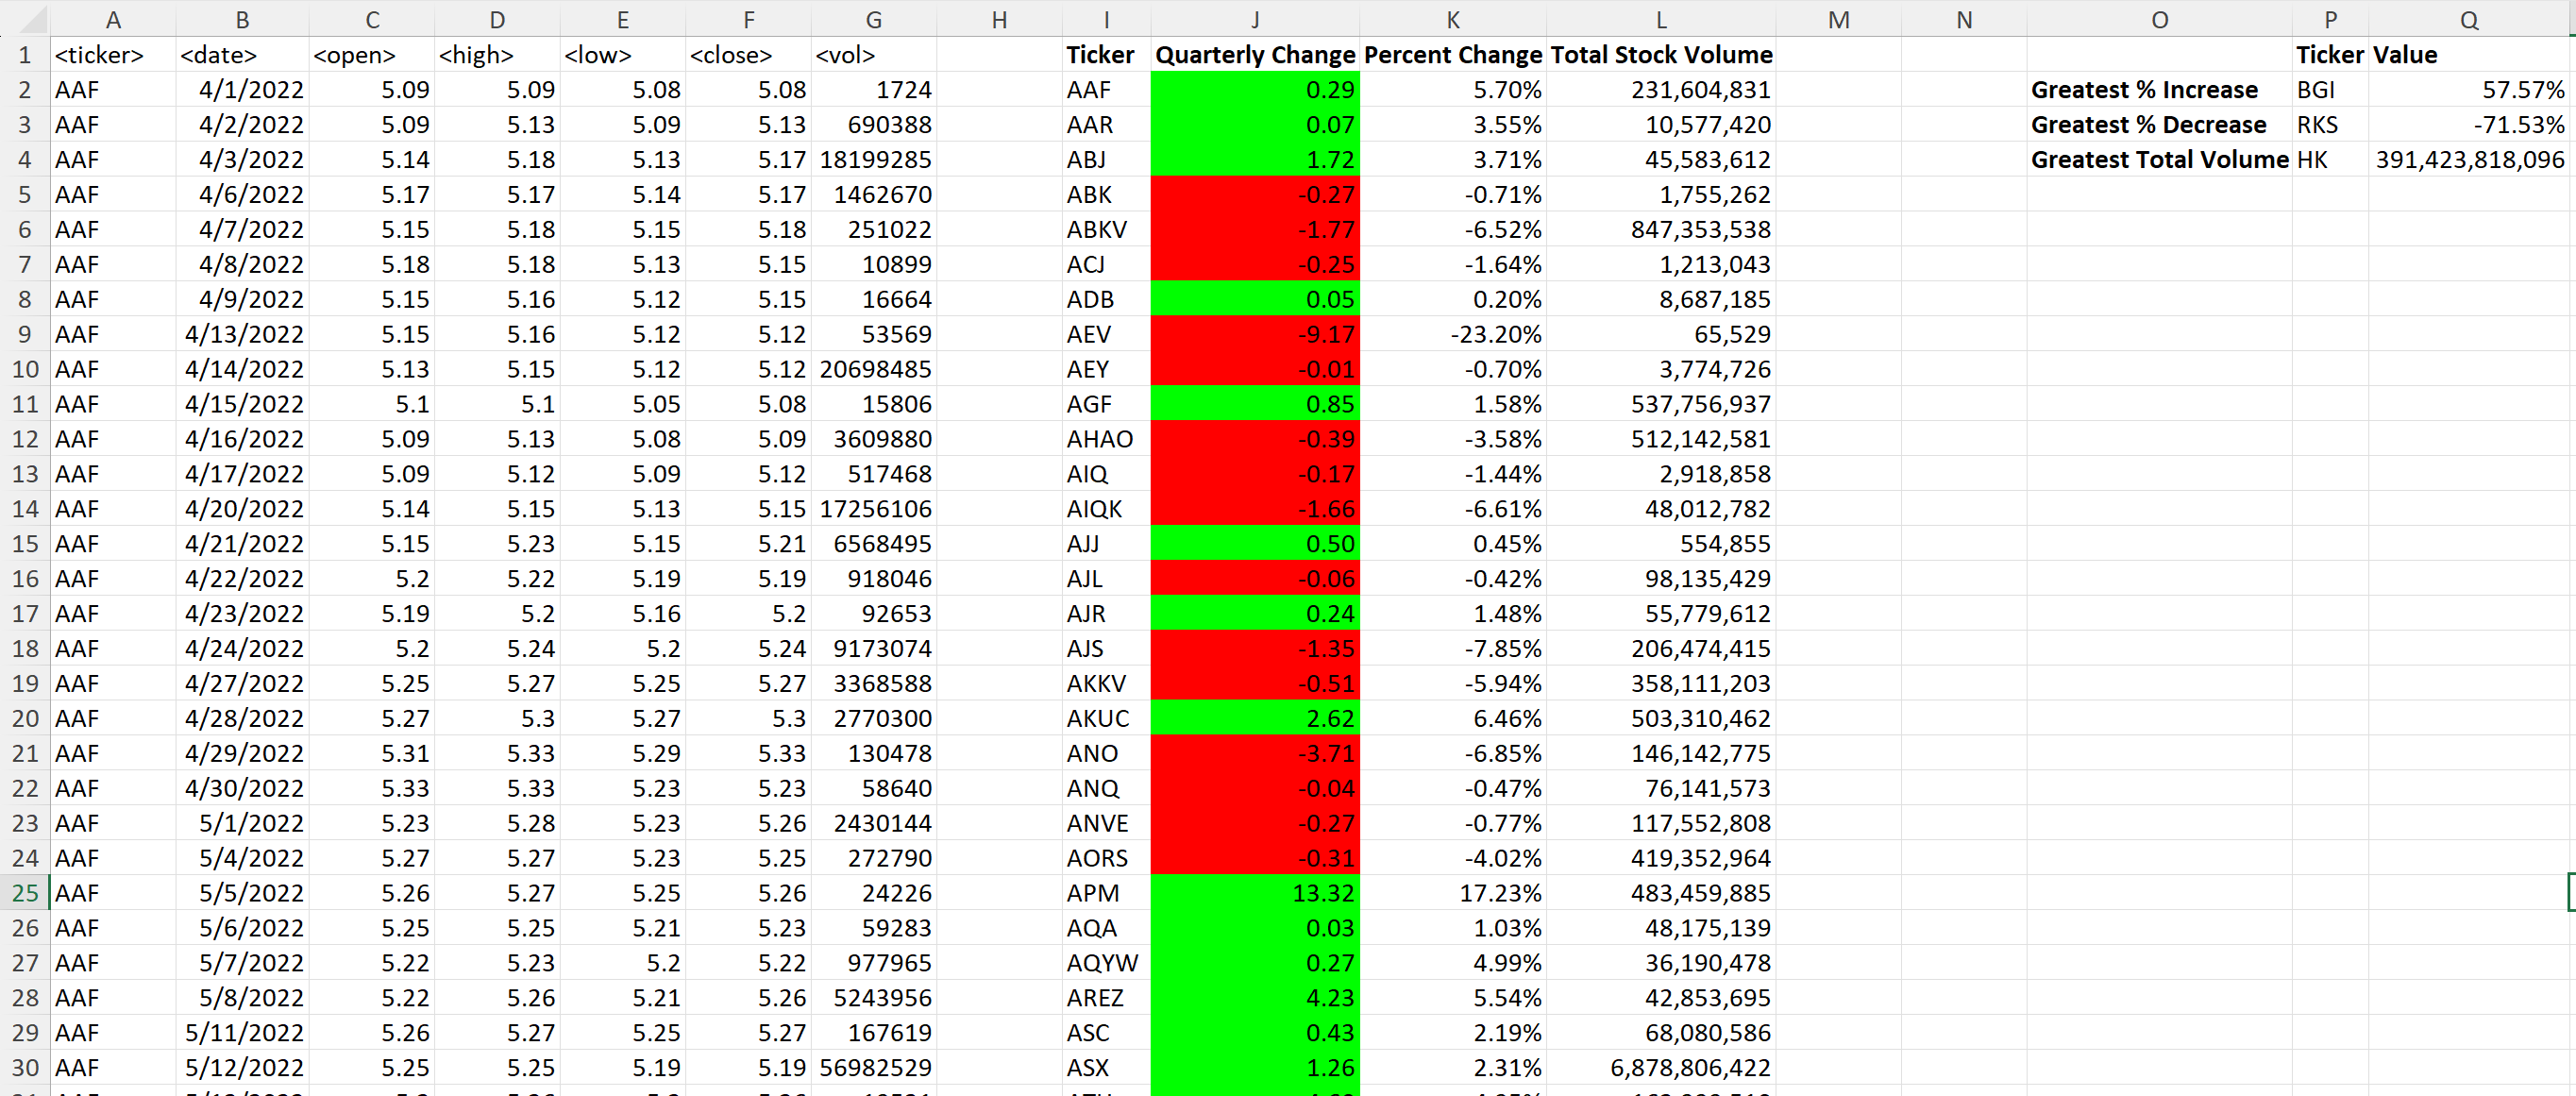 A B C D E F G H I J K L M N O P Q
1 <ticker> <date> <open> <high> <low> <close> <vol> Ticker Quarterly Change Percent Change Total Stock Volume Ticker Value
2 AAF 4/1/2022 5.09 5.09 5.08 5.08 1724 AAF 0.29 5.70% 231,604,831 Greatest % Increase BGI 57.57%
3 AAF 4/2/2022 5.09 5.13 5.09 5.13 690388 AAR 0.07 3.55% 10,577,420 Greatest % Decrease RKS -71.53%
4 AAF 4/3/2022 5.14 5.18 5.13 5.17 18199285 ABJ 1.72 3.71% 45,583,612 Greatest Total Volume HK 391,423,818,096
5 AAF 4/6/2022 5.17 5.17 5.14 5.17 1462670 ABK -0.27 -0.71% 1,755,262
6 AAF 4/7/2022 5.15 5.18 5.15 5.18 251022 ABKV -1.77 -6.52% 847,353,538
7 AAF 4/8/2022 5.18 5.18 5.13 5.15 10899 ACJ -0.25 -1.64% 1,213,043
8 AAF 4/9/2022 5.15 5.16 5.12 5.15 16664 ADB 0.05 0.20% 8,687,185
9 AAF 4/13/2022 5.15 5.16 5.12 5.12 53569 AEV -9.17 -23.20% 65,529
10 AAF 4/14/2022 5.13 5.15 5.12 5.12 20698485 AEY -0.01 -0.70% 3,774,726
11 AAF 4/15/2022 5.1 5.1 5.05 5.08 15806 AGF 0.85 1.58% 537,756,937
12 AAF 4/16/2022 5.09 5.13 5.08 5.09 3609880 AHAO -0.39 -3.58% 512,142,581
13 AAF 4/17/2022 5.09 5.12 5.09 5.12 517468 AIQ -0.17 -1.44% 2,918,858
14 AAF 4/20/2022 5.14 5.15 5.13 5.15 17256106 AIQK -1.66 -6.61% 48,012,782
15 AAF 4/21/2022 5.15 5.23 5.15 5.21 6568495 AJJ 0.50 0.45% 554,855
16 AAF 4/22/2022 5.2 5.22 5.19 5.19 918046 AJL -0.06 -0.42% 98,135,429
17 AAF 4/23/2022 5.19 5.2 5.16 5.2 92653 AJR 0.24 1.48% 55,779,612
18 AAF 4/24/2022 5.2 5.24 5.2 5.24 9173074 AJS -1.35 -7.85% 206,474,415
19 AAF 4/27/2022 5.25 5.27 5.25 5.27 3368588 AKKV -0.51 -5.94% 358,111,203
20 AAF 4/28/2022 5.27 5.3 5.27 5.3 2770300 AKUC 2.62 6.46% 503,310,462
21 AAF 4/29/2022 5.31 5.33 5.29 5.33 130478 ANO -3.71 -6.85% 146,142,775
22 AAF 4/30/2022 5.33 5.33 5.23 5.23 58640 ANQ -0.04 -0.47% 76,141,573
23 AAF 5/1/2022 5.23 5.28 5.23 5.26 2430144 ANVE -0.27 -0.77% 117,552,808
24 AAF 5/4/2022 5.27 5.27 5.23 5.25 272790 AORS -0.31 -4.02% 419,352,964
25 AAF 5/5/2022 5.26 5.27 5.25 5.26 24226 APM 13.32 17.23% 483,459,885
26 AAF 5/6/2022 5.25 5.25 5.21 5.23 59283 AQA 0.03 1.03% 48,175,139
27 AAF 5/7/2022 5.22 5.23 5.2 5.22 977965 AQYW 0.27 4.99% 36,190,478
28 AAF 5/8/2022 5.22 5.26 5.21 5.26 5243956 AREZ 4.23 5.54% 42,853,695
29 AAF 5/11/2022 5.26 5.27 5.25 5.27 167619 ASC 0.43 2.19% 68,080,586
30 AAF 5/12/2022 5.25 5.25 5.19 5.19 56982529 ASX 1.26 2.31% 6,878,806,422